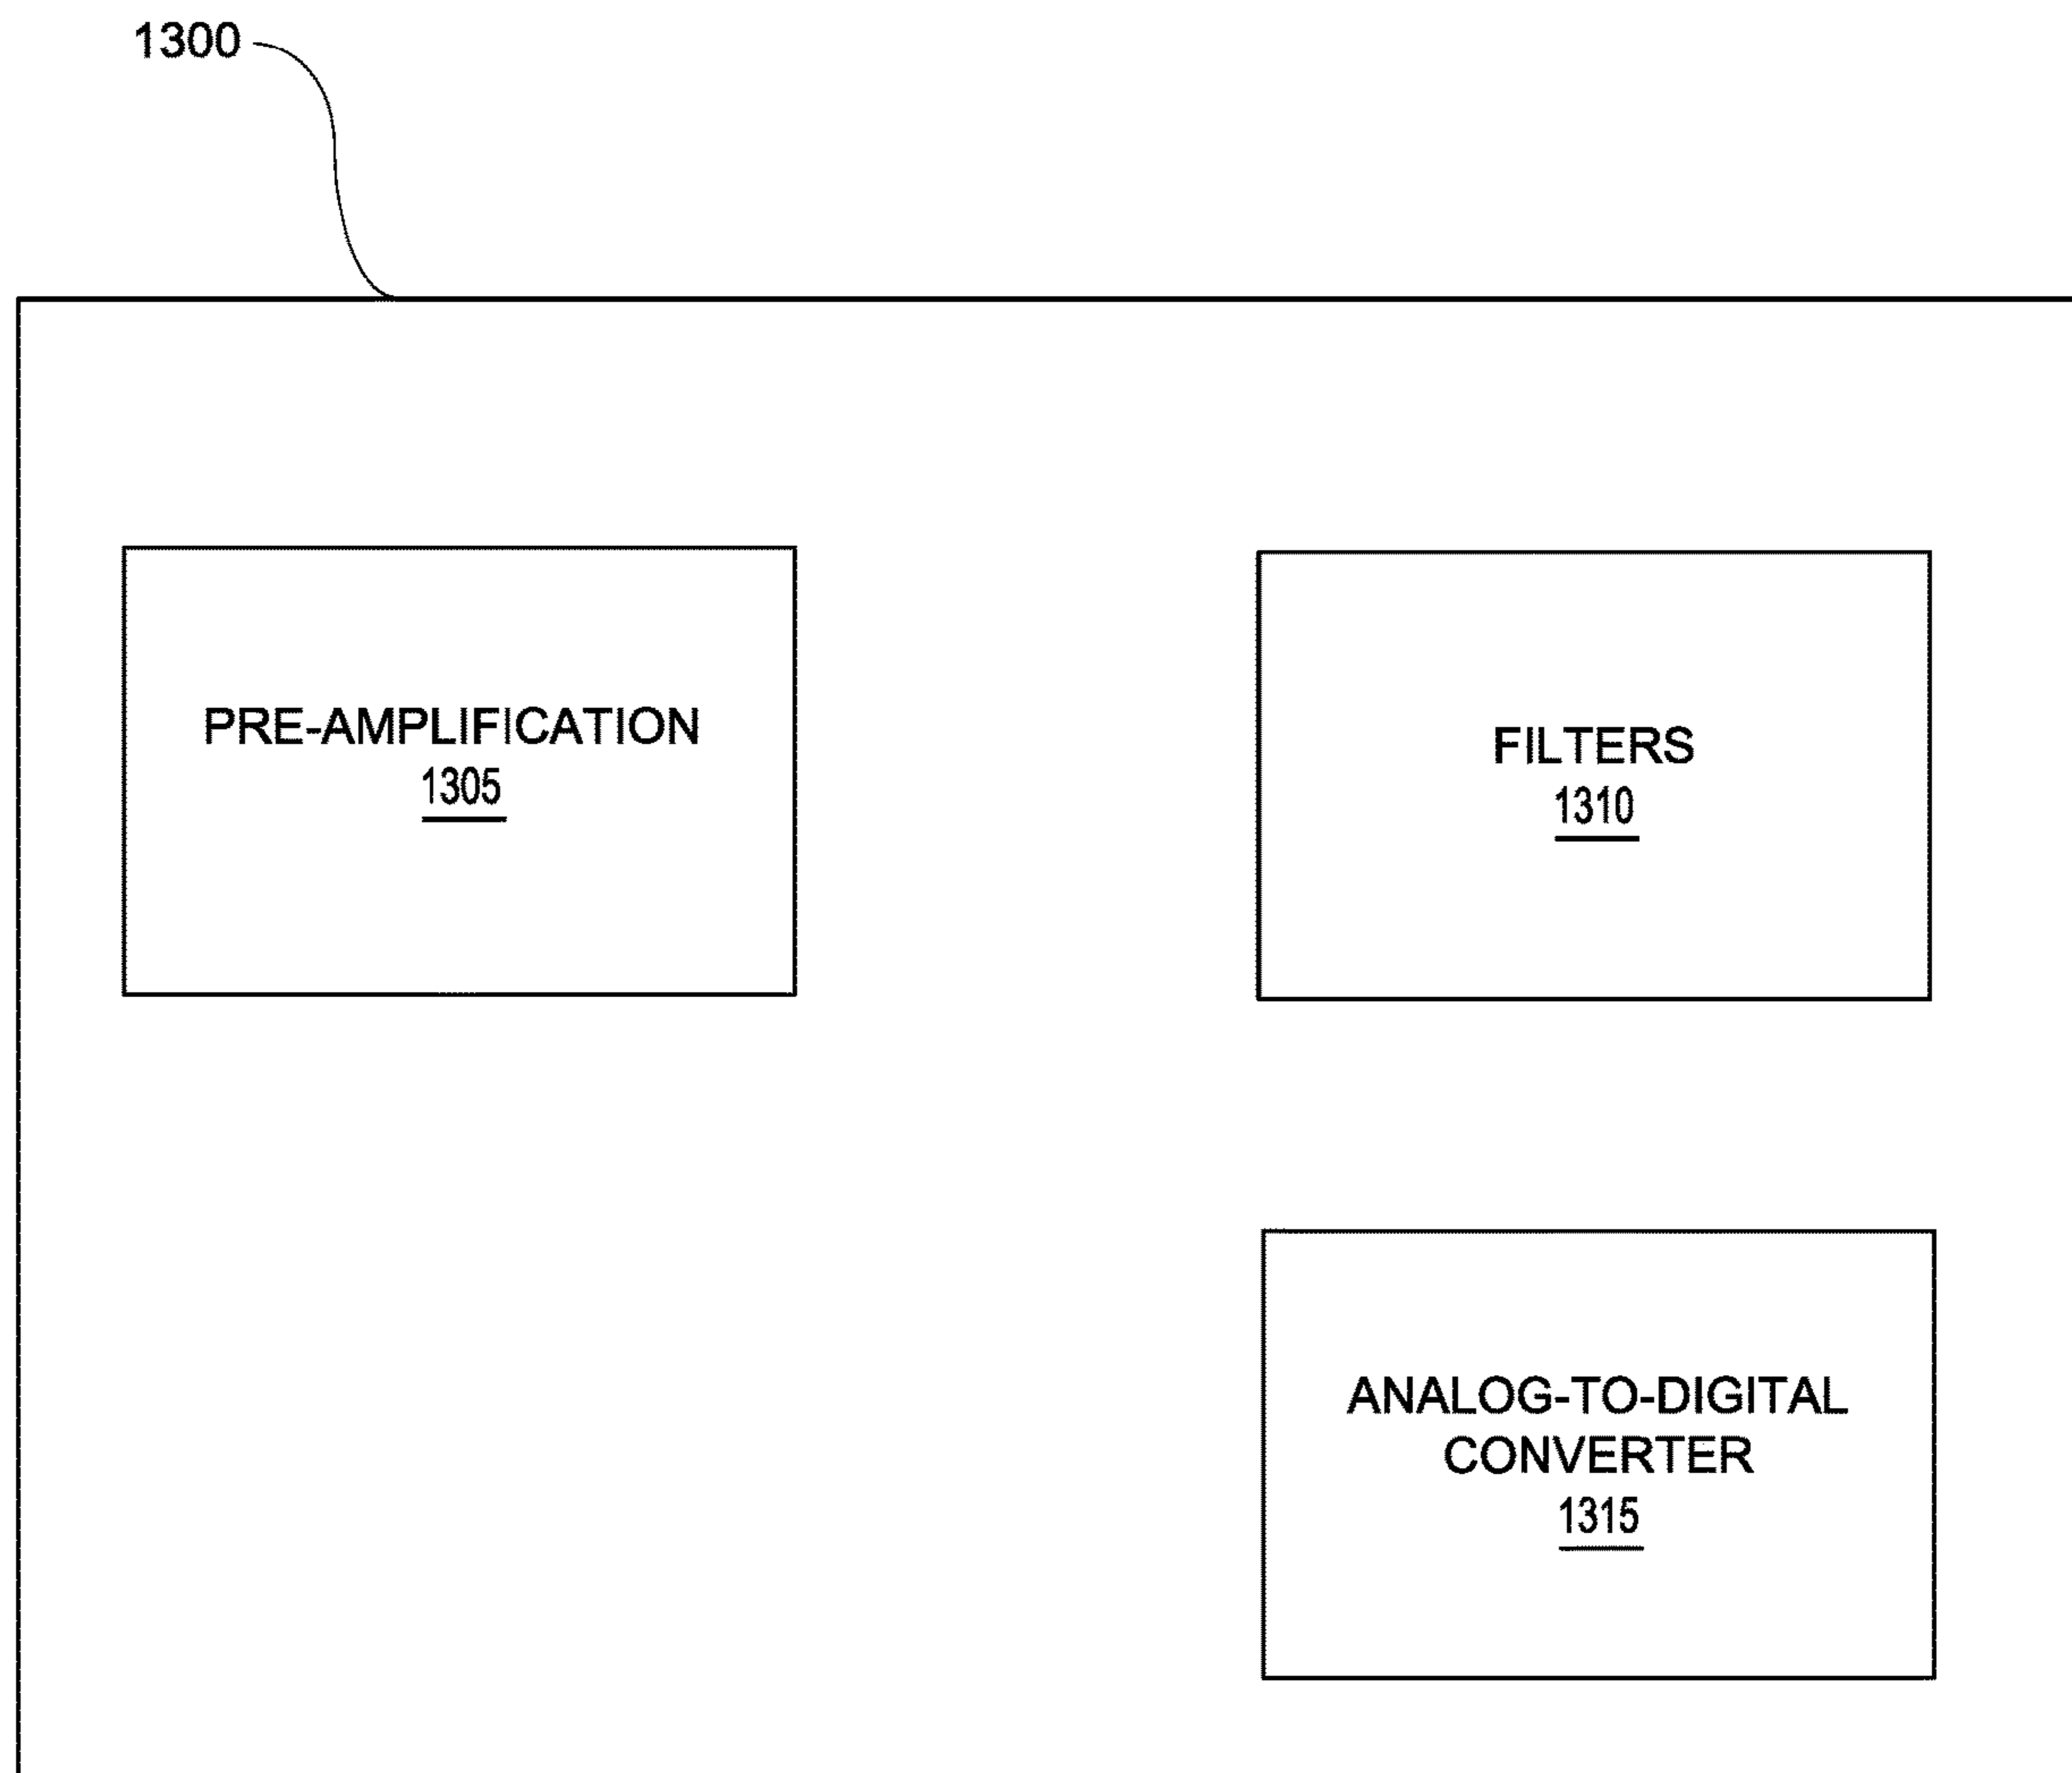 1300
PRE-AMPLIFICATION
1305
FILTERS
1310
ANALOG-TO-DIGITAL
CONVERTER
1315